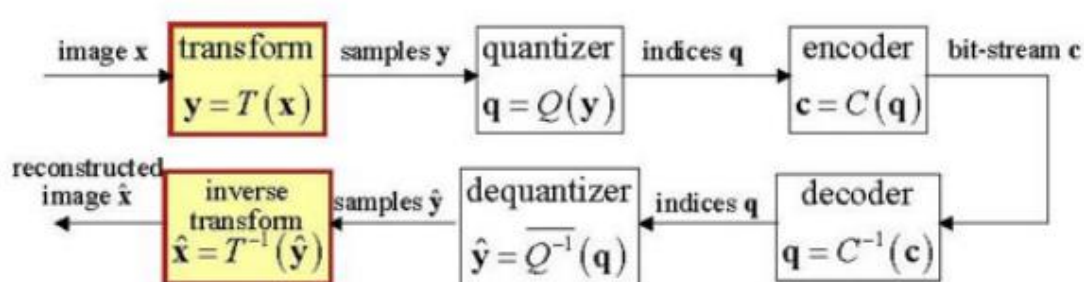 image x
transform
y = T(x)
samples y
quantizer
q = Q(y)
indices q
encoder
c = C(q)
bit-stream c
reconstructed
image x̂
inverse
transform
x̂ = T⁻¹(ŷ)
samples ŷ
dequantizer
ŷ = Q̅⁻̅¹̅(q)
indices q
decoder
q = C⁻¹(c)